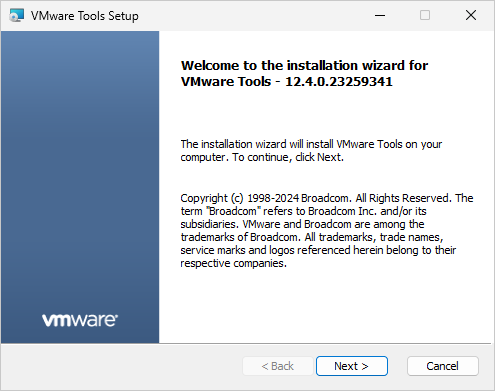 VMware Tools Setup
Welcome to the installation wizard for
VMware Tools - 12.4.0.23259341
The installation wizard will install VMware Tools on your
computer. To continue, click Next.
Copyright (c) 1998-2024 Broadcom. All Rights Reserved. The
term "Broadcom" refers to Broadcom Inc. and/or its
subsidiaries. VMware and Broadcom are among the
trademarks of Broadcom. All trademarks, trade names,
service marks and logos referenced herein belong to their
respective companies.
vmware®
< Back
Next >
Cancel